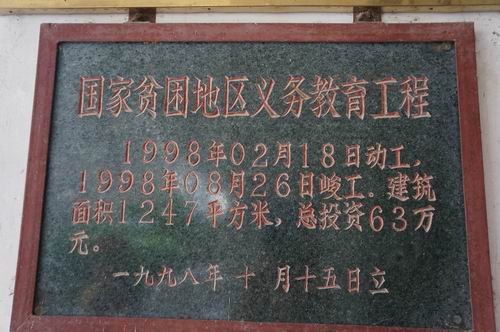 国家贫困地区义务教育工程
1998年02月18日动工,
1998年08月26日峻工。建筑
面积1247平方米，总投资63万
元。
一九九八年 十 月十五日立